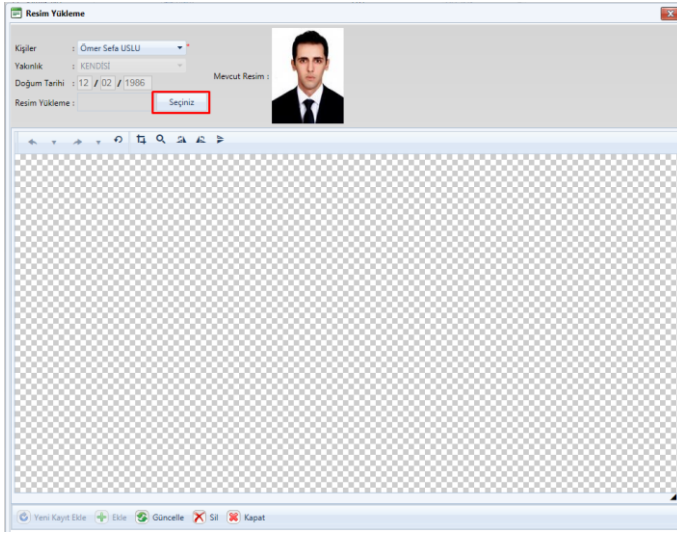 Resim Yükleme
Kişiler : Ömer Sefa USLU *
Yakınlık : KENDİSİ
Doğum Tarihi : 12 / 02 / 1986
Mevcut Resim :
Resim Yükleme : Seçiniz
Yeni Kayıt Ekle Ekle Güncelle Sil Kapat